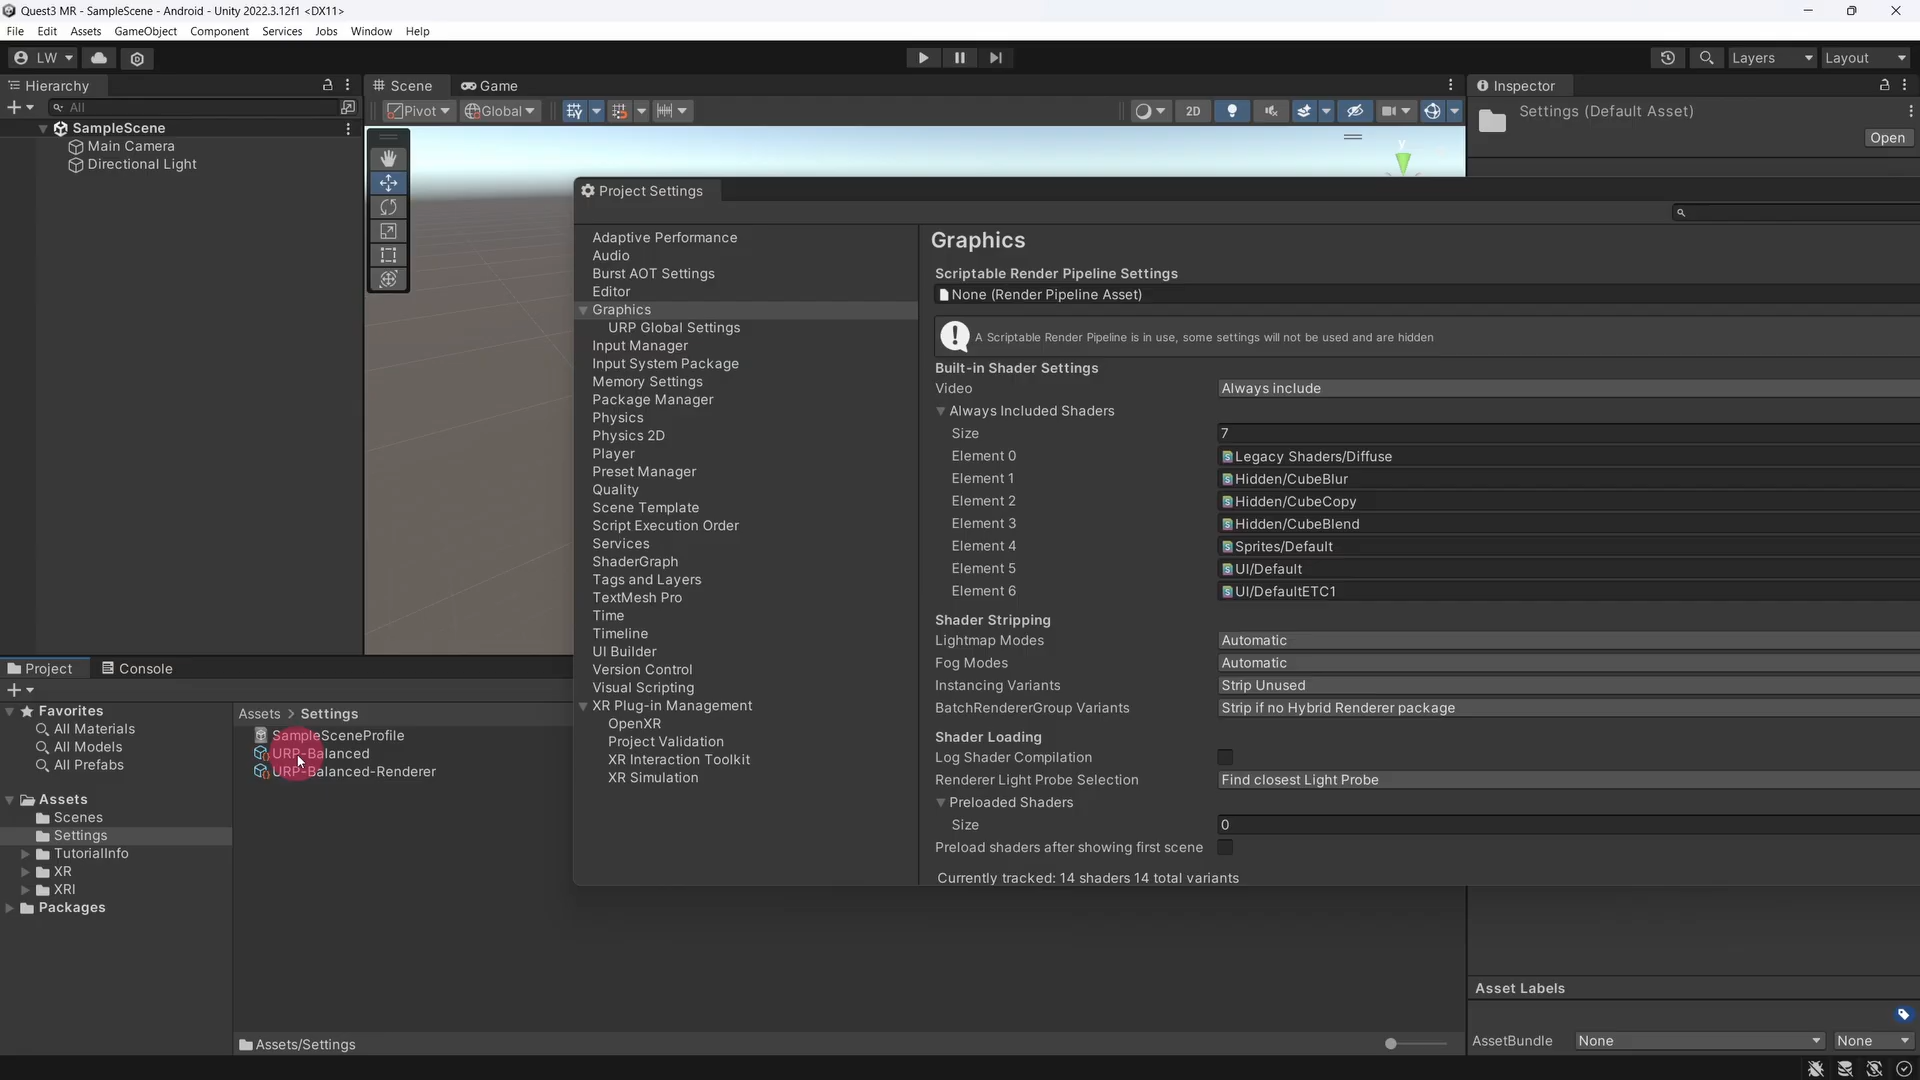 Quest3 MR - SampleScene - Android - Unity 2022.3.12f1 <DX11>
File Edit Assets GameObject Component Services Jobs Window Help
LW
Layers
Layout
Hierarchy
All
SampleScene
Main Camera
Directional Light
Scene
Game
Pivot
Global
2D
y
Inspector
Settings (Default Asset)
Open
Project Settings
Adaptive Performance
Audio
Burst AOT Settings
Editor
Graphics
URP Global Settings
Input Manager
Input System Package
Memory Settings
Package Manager
Physics
Physics 2D
Player
Preset Manager
Quality
Scene Template
Script Execution Order
Services
ShaderGraph
Tags and Layers
TextMesh Pro
Time
Timeline
UI Builder
Version Control
Visual Scripting
XR Plug-in Management
OpenXR
Project Validation
XR Interaction Toolkit
XR Simulation
Graphics
Scriptable Render Pipeline Settings
None (Render Pipeline Asset)
A Scriptable Render Pipeline is in use, some settings will not be used and are hidden
Built-in Shader Settings
Video Always include
Always Included Shaders
Size 7
Element 0 Legacy Shaders/Diffuse
Element 1 Hidden/CubeBlur
Element 2 Hidden/CubeCopy
Element 3 Hidden/CubeBlend
Element 4 Sprites/Default
Element 5 UI/Default
Element 6 UI/DefaultETC1
Shader Stripping
Lightmap Modes Automatic
Fog Modes Automatic
Instancing Variants Strip Unused
BatchRendererGroup Variants Strip if no Hybrid Renderer package
Shader Loading
Log Shader Compilation
Renderer Light Probe Selection Find closest Light Probe
Preloaded Shaders
Size 0
Preload shaders after showing first scene
Currently tracked: 14 shaders 14 total variants
Project
Console
Favorites
All Materials
All Models
All Prefabs
Assets
Scenes
Settings
TutorialInfo
XR
XRI
Packages
Assets > Settings
SampleSceneProfile
URP-Balanced
URP-Balanced-Renderer
Assets/Settings
Asset Labels
AssetBundle None None